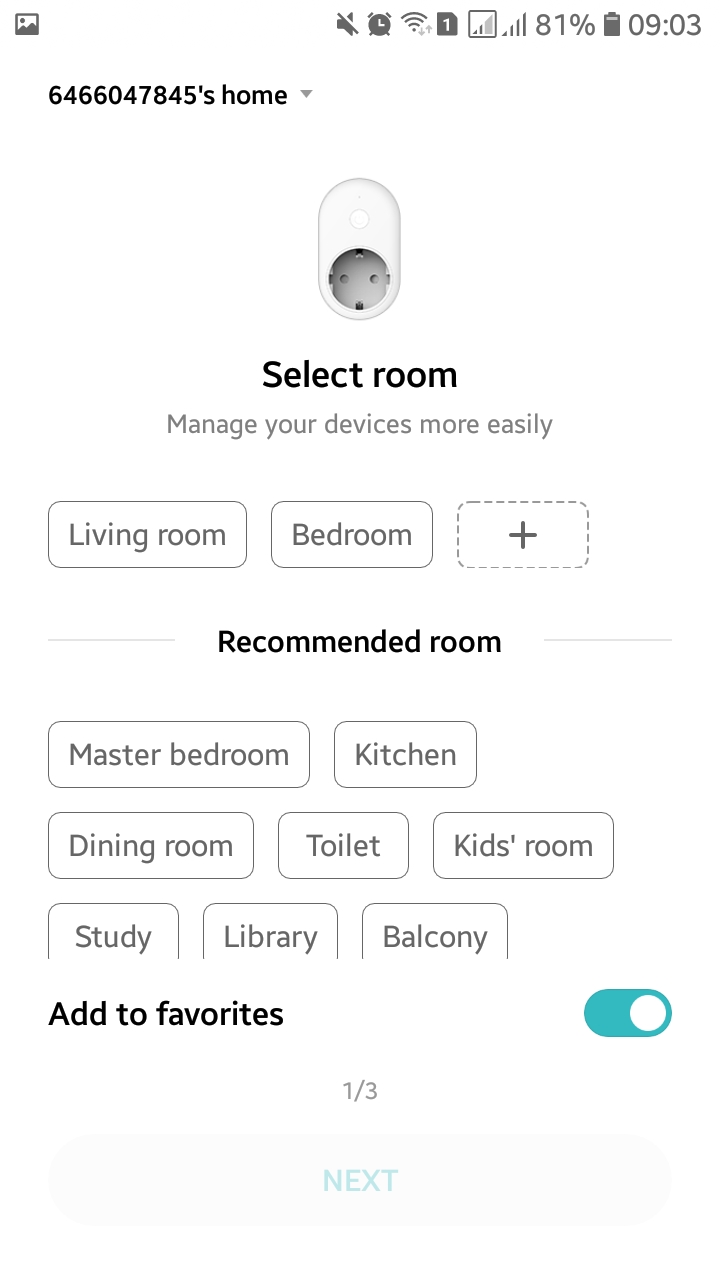 1 81% 09:03
6466047845's home
Select room
Manage your devices more easily
Living room Bedroom +
Recommended room
Master bedroom Kitchen
Dining room Toilet Kids' room
Study Library Balcony
Add to favorites
1/3
NEXT